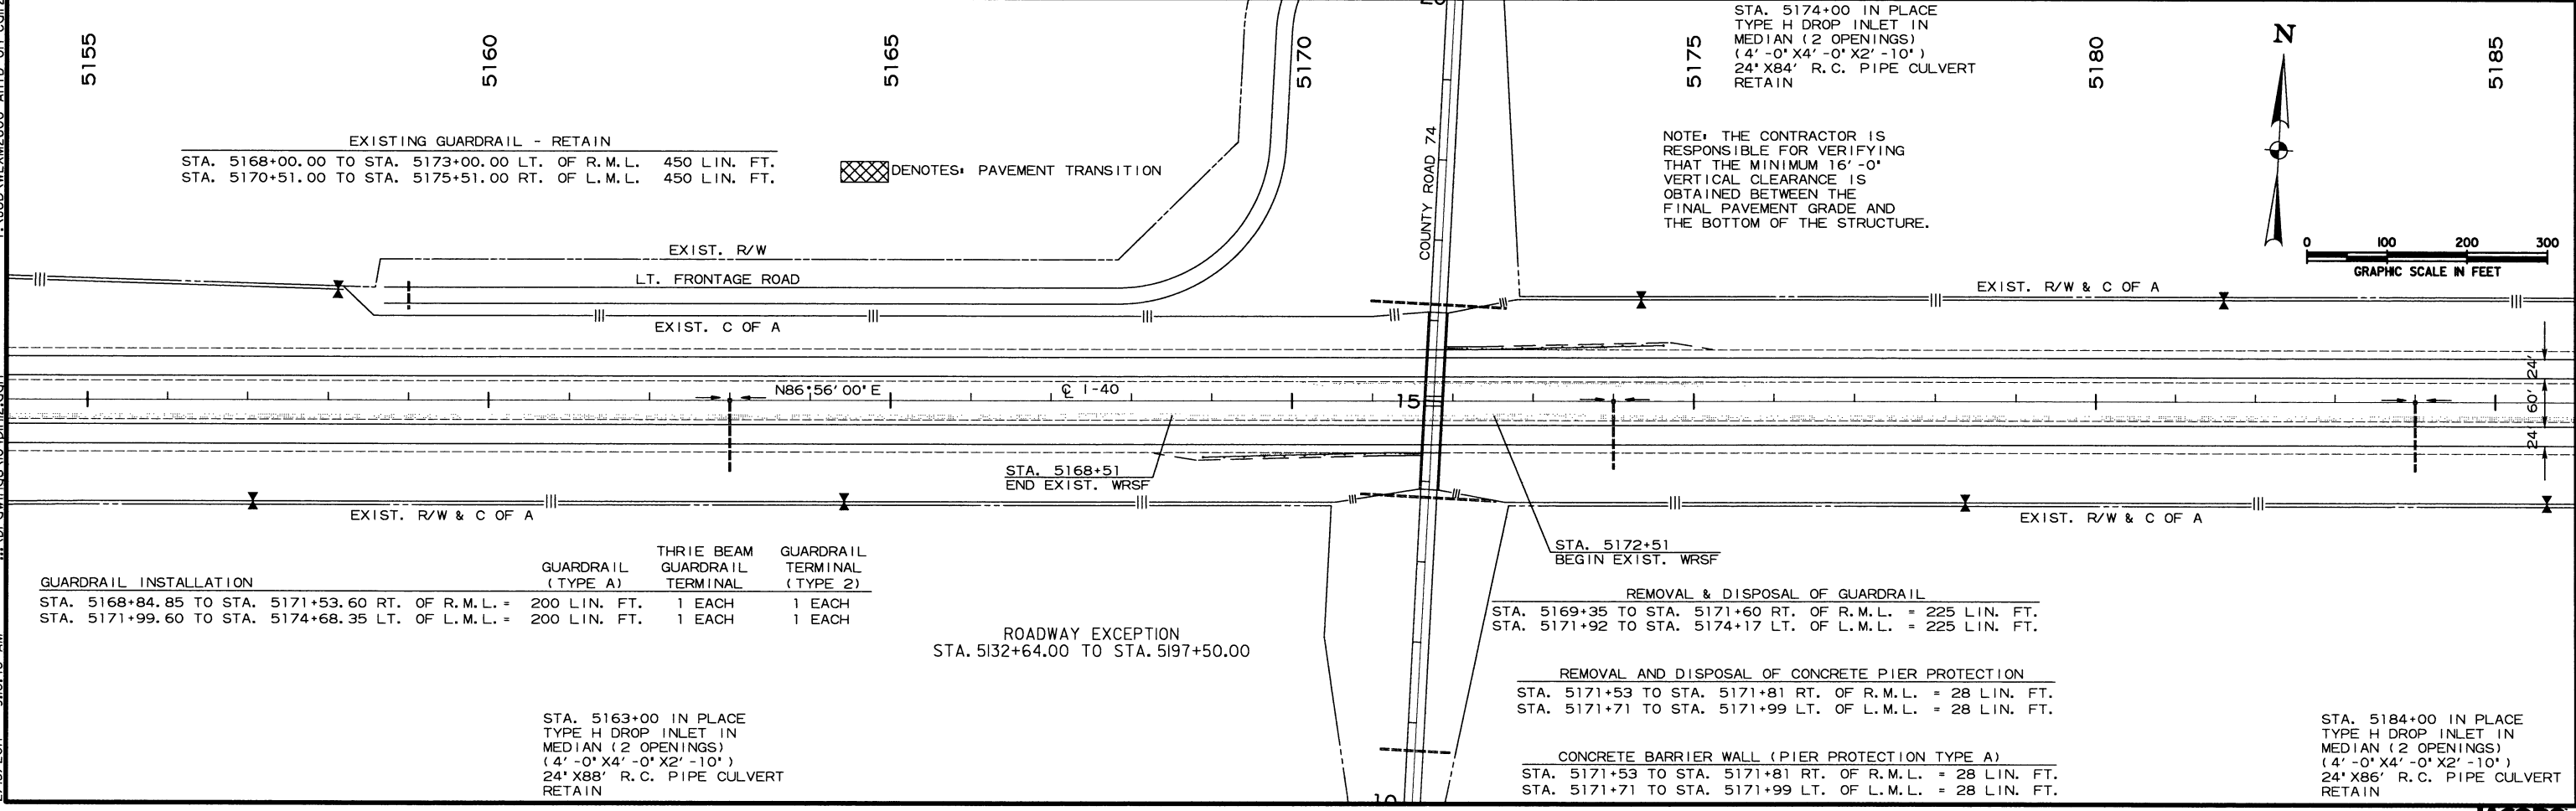 5155
5160
5165
5170
5175
5180
5185
STA. 5174+00 IN PLACE
TYPE H DROP INLET IN
MEDIAN (2 OPENINGS)
(4'-0"X4'-0"X2'-10")
24"X84' R.C. PIPE CULVERT
RETAIN
N
EXISTING GUARDRAIL - RETAIN
STA. 5168+00.00 TO STA. 5173+00.00 LT. OF R.M.L. 450 LIN. FT.
STA. 5170+51.00 TO STA. 5175+51.00 RT. OF L.M.L. 450 LIN. FT.
DENOTES: PAVEMENT TRANSITION
COUNTY ROAD 74
NOTE: THE CONTRACTOR IS
RESPONSIBLE FOR VERIFYING
THAT THE MINIMUM 16'-0"
VERTICAL CLEARANCE IS
OBTAINED BETWEEN THE
FINAL PAVEMENT GRADE AND
THE BOTTOM OF THE STRUCTURE.
0 100 200 300
GRAPHIC SCALE IN FEET
EXIST. R/W
LT. FRONTAGE ROAD
EXIST. C OF A
EXIST. R/W & C OF A
N86°56'00"E
℄ I-40
15
24'
60'
24'
STA. 5168+51
END EXIST. WRSF
EXIST. R/W & C OF A
EXIST. R/W & C OF A
STA. 5172+51
BEGIN EXIST. WRSF
GUARDRAIL INSTALLATION
GUARDRAIL
(TYPE A)
THRIE BEAM
GUARDRAIL
TERMINAL
GUARDRAIL
TERMINAL
(TYPE 2)
STA. 5168+84.85 TO STA. 5171+53.60 RT. OF R.M.L. = 200 LIN. FT. 1 EACH 1 EACH
STA. 5171+99.60 TO STA. 5174+68.35 LT. OF L.M.L. = 200 LIN. FT. 1 EACH 1 EACH
ROADWAY EXCEPTION
STA. 5132+64.00 TO STA. 5197+50.00
REMOVAL & DISPOSAL OF GUARDRAIL
STA. 5169+35 TO STA. 5171+60 RT. OF R.M.L. = 225 LIN. FT.
STA. 5171+92 TO STA. 5174+17 LT. OF L.M.L. = 225 LIN. FT.
REMOVAL AND DISPOSAL OF CONCRETE PIER PROTECTION
STA. 5171+53 TO STA. 5171+81 RT. OF R.M.L. = 28 LIN. FT.
STA. 5171+71 TO STA. 5171+99 LT. OF L.M.L. = 28 LIN. FT.
CONCRETE BARRIER WALL (PIER PROTECTION TYPE A)
STA. 5171+53 TO STA. 5171+81 RT. OF R.M.L. = 28 LIN. FT.
STA. 5171+71 TO STA. 5171+99 LT. OF L.M.L. = 28 LIN. FT.
STA. 5163+00 IN PLACE
TYPE H DROP INLET IN
MEDIAN (2 OPENINGS)
(4'-0"X4'-0"X2'-10")
24"X88' R.C. PIPE CULVERT
RETAIN
STA. 5184+00 IN PLACE
TYPE H DROP INLET IN
MEDIAN (2 OPENINGS)
(4'-0"X4'-0"X2'-10")
24"X86' R.C. PIPE CULVERT
RETAIN